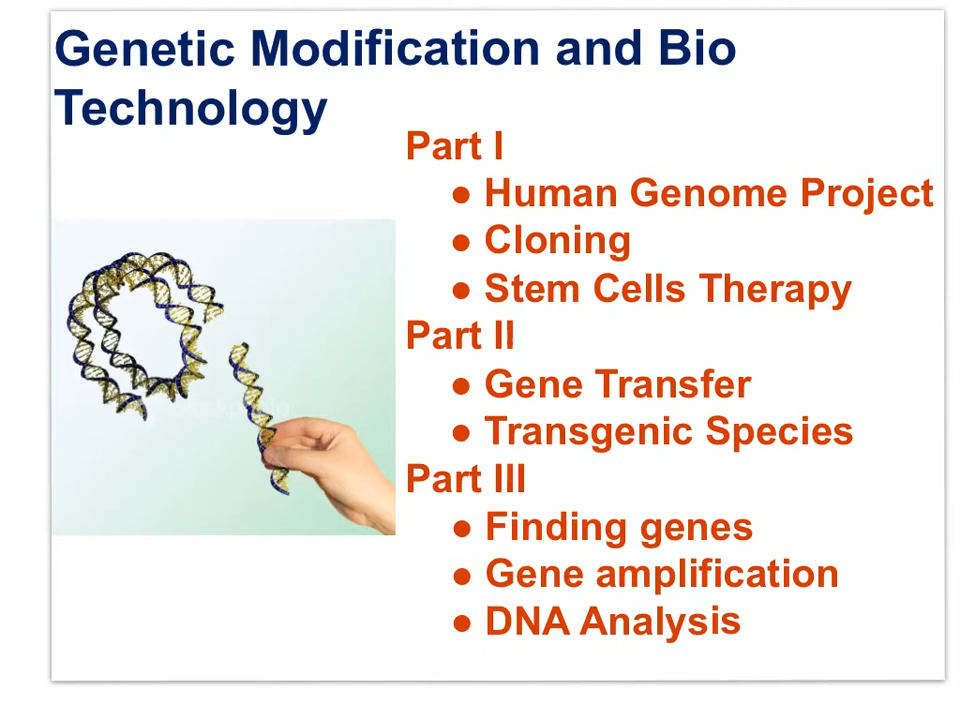 Genetic Modification and Bio
Technology
Part I
● Human Genome Project
● Cloning
● Stem Cells Therapy
Part II
● Gene Transfer
● Transgenic Species
Part III
● Finding genes
● Gene amplification
● DNA Analysis